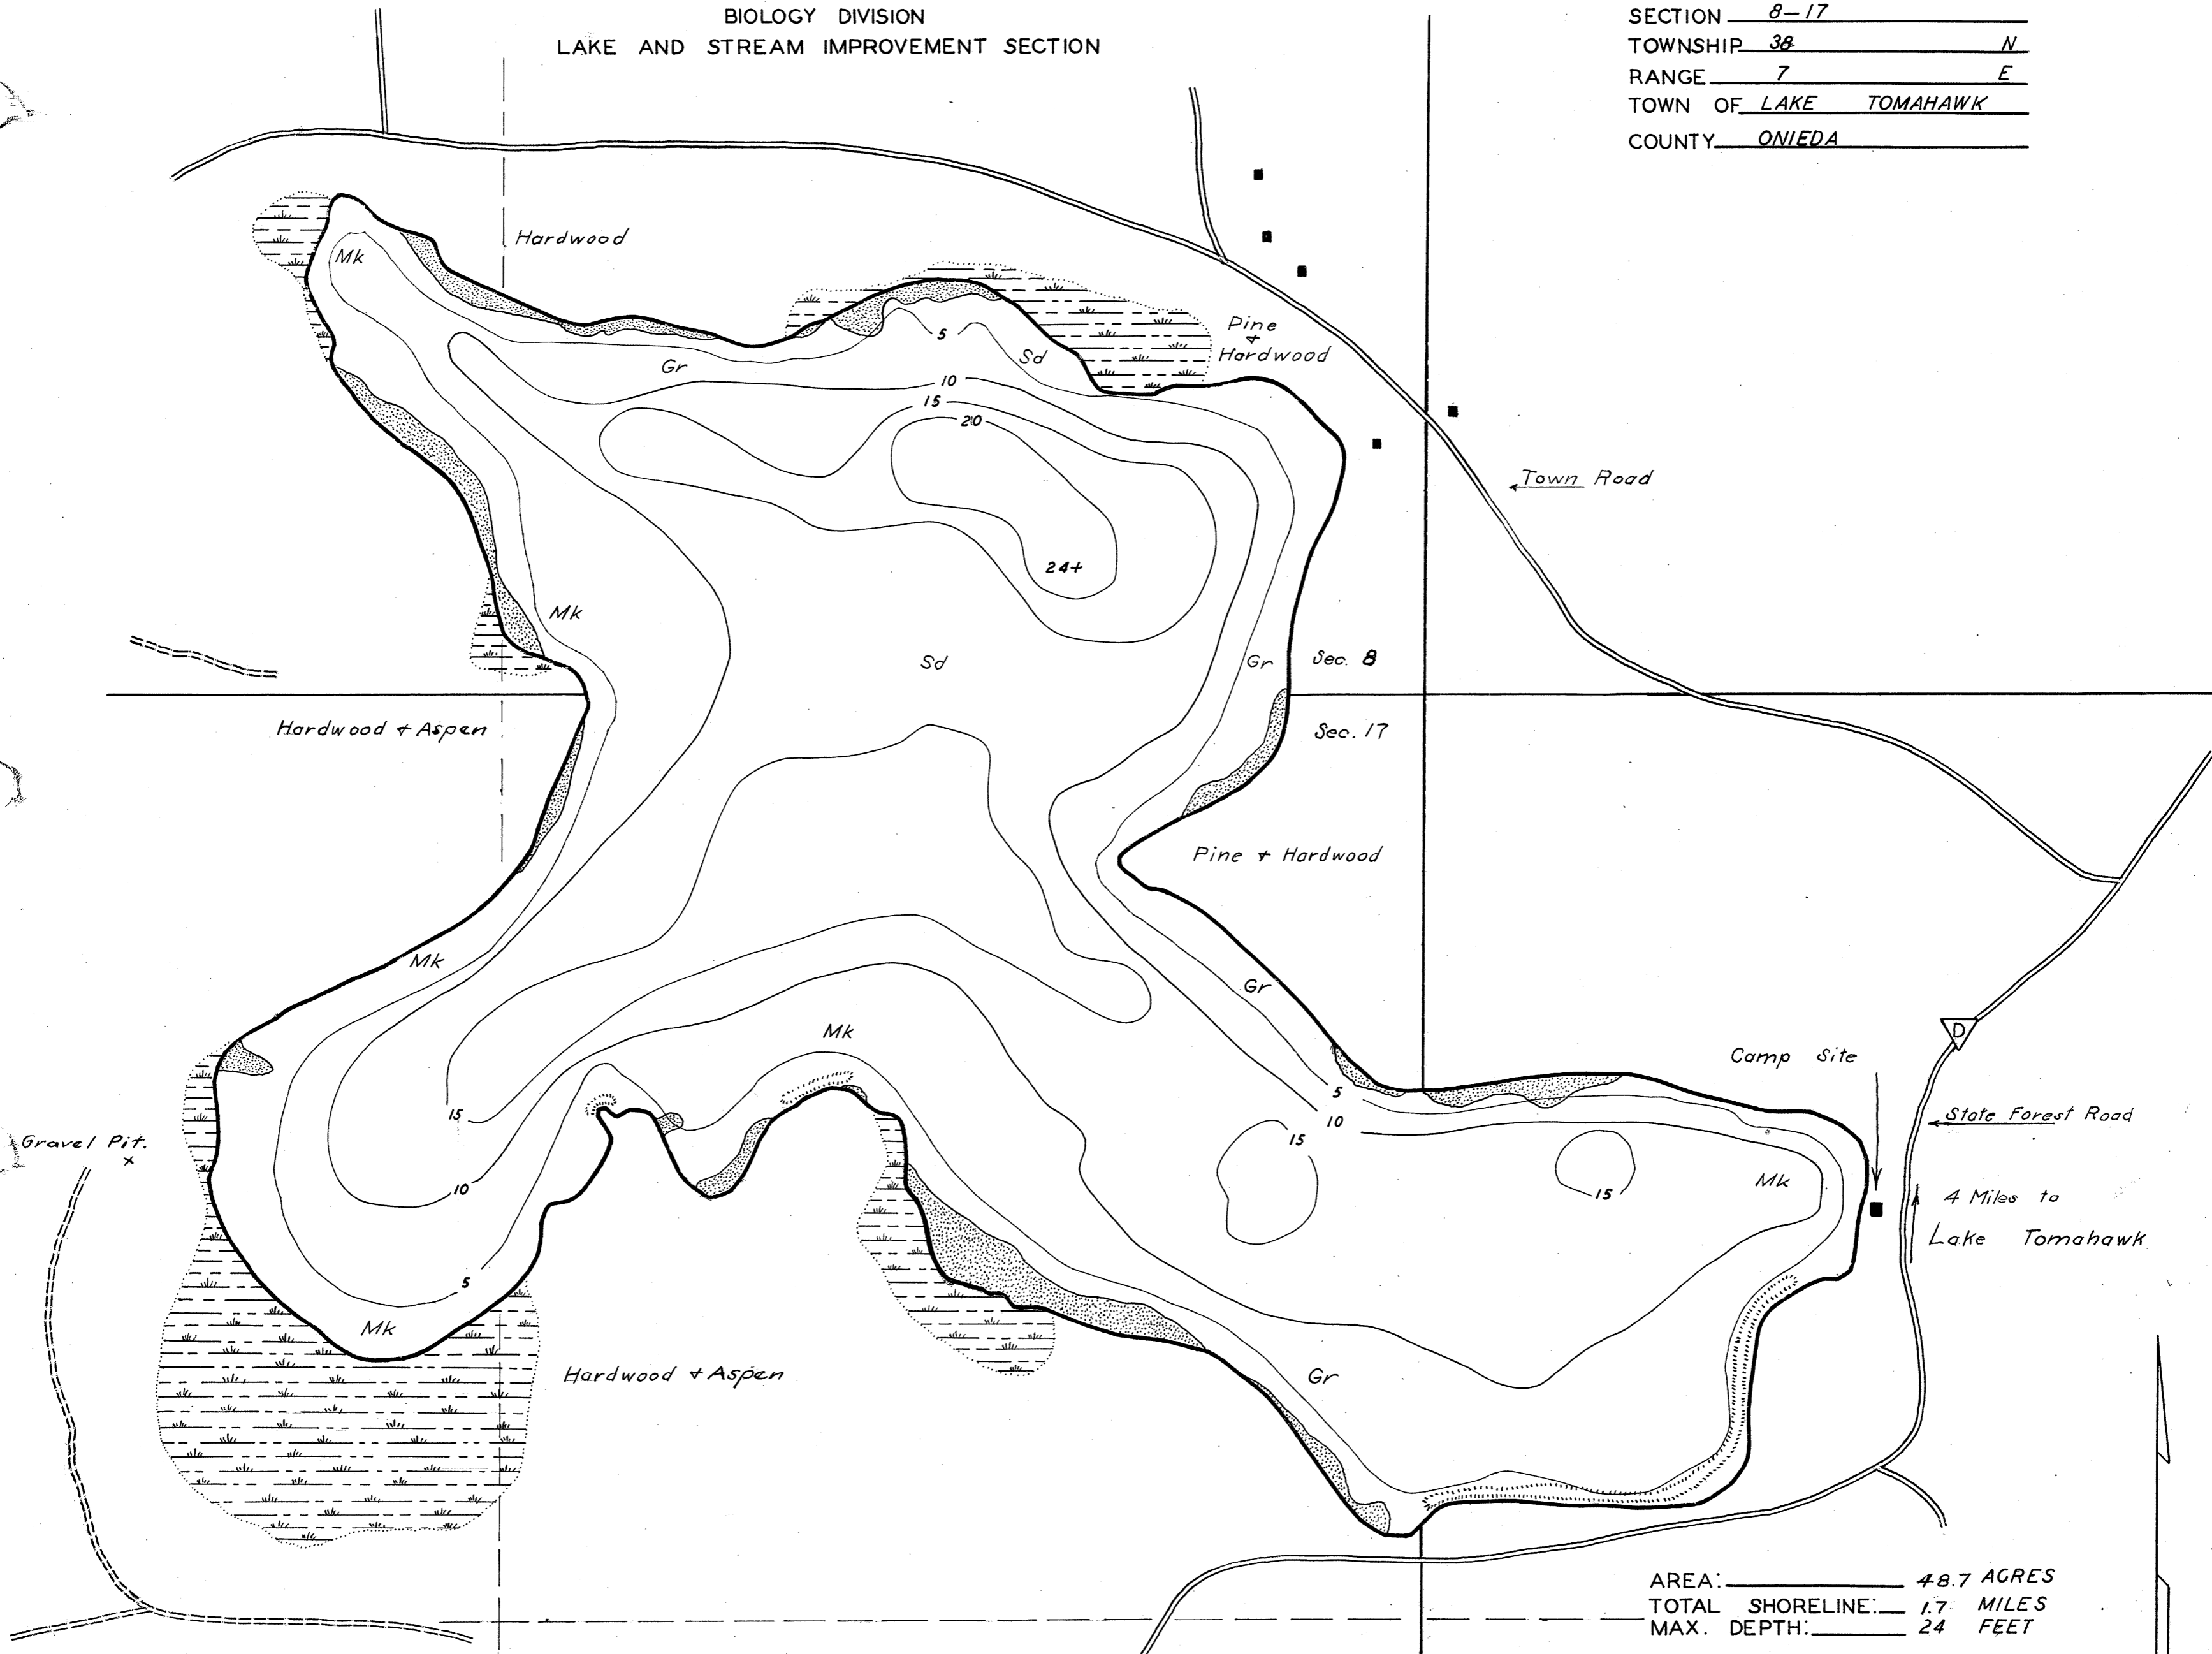 BIOLOGY DIVISION
LAKE AND STREAM IMPROVEMENT SECTION
SECTION 8-17
TOWNSHIP 38 N
RANGE 7 E
TOWN OF LAKE TOMAHAWK
COUNTY ONIEDA
Hardwood
Mk
Pine
&
Hardwood
5
Sd
Gr
10
15
20
Town Road
24+
Mk
Sd
Gr
Sec. 8
Hardwood & Aspen
Sec. 17
Pine & Hardwood
Mk
Gr
Mk
D
Camp Site
5
10
15
15
State Forest Road
Gravel Pit.
x
10
15
Mk
4 Miles to
Lake Tomahawk
5
Mk
Hardwood & Aspen
Gr
AREA: 48.7 ACRES
TOTAL SHORELINE: 1.7 MILES
MAX. DEPTH: 24 FEET